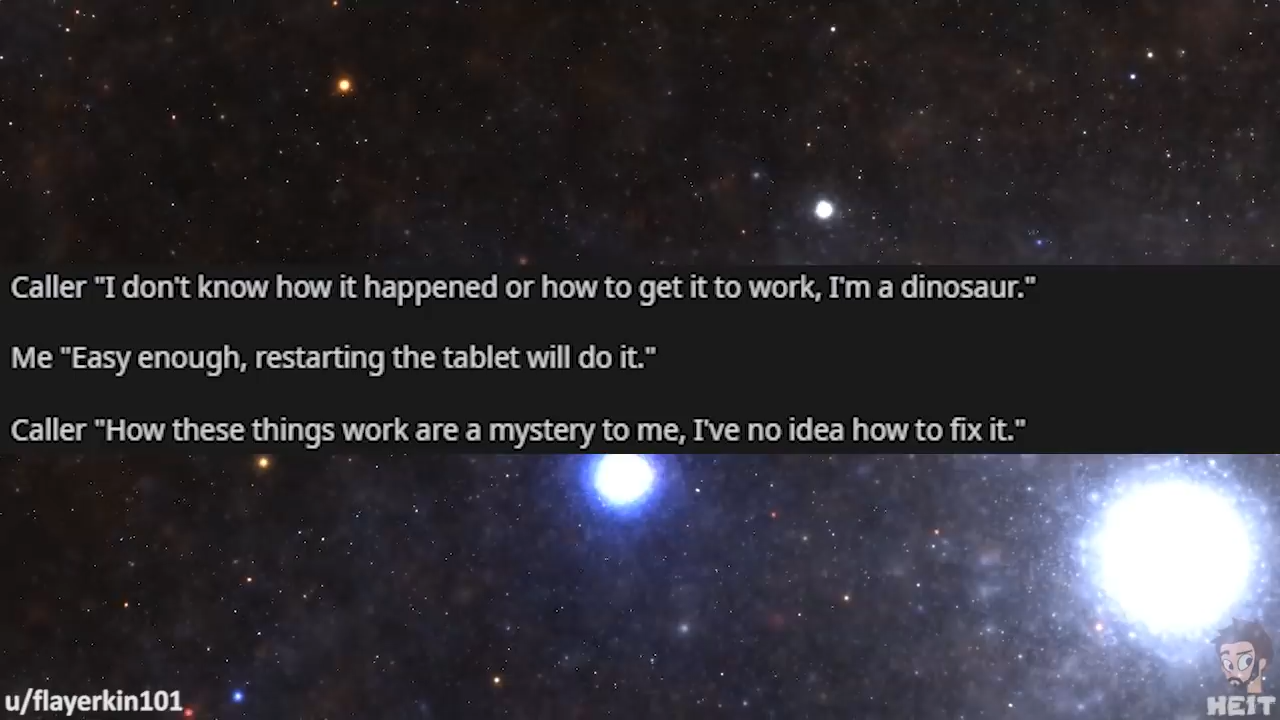 Caller "I don't know how it happened or how to get it to work, I'm a dinosaur."
Me "Easy enough, restarting the tablet will do it."
Caller "How these things work are a mystery to me, I've no idea how to fix it."
u/flayerkin101
HEIT